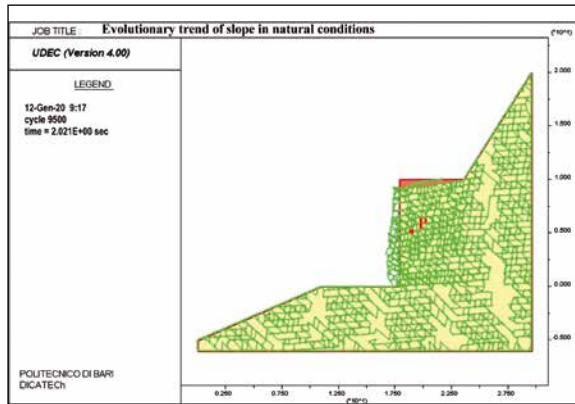 JOB TITLE : Evolutionary trend of slope in natural conditions
(*10^1)
UDEC (Version 4.00)
LEGEND
12-Gen-20 9:17
cycle 9500
time = 2.021E+00 sec
2.000
1.500
1.000
0.500
0.000
-0.500
P
POLITECNICO DI BARI
DICATECh
0.250 0.750 1.250 1.750 2.250 2.750
(*10^1)